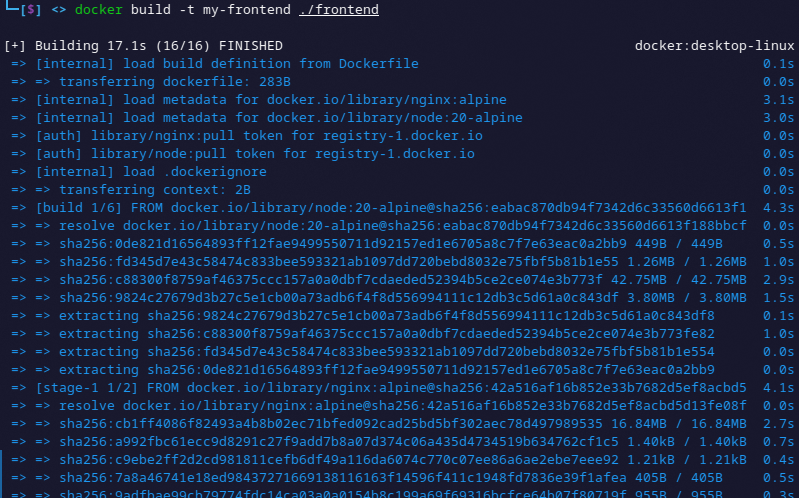 └─[$] <> docker build -t my-frontend ./frontend
[+] Building 17.1s (16/16) FINISHED docker:desktop-linux
=> [internal] load build definition from Dockerfile 0.1s
=> => transferring dockerfile: 283B 0.0s
=> [internal] load metadata for docker.io/library/nginx:alpine 3.1s
=> [internal] load metadata for docker.io/library/node:20-alpine 3.0s
=> [auth] library/nginx:pull token for registry-1.docker.io 0.0s
=> [auth] library/node:pull token for registry-1.docker.io 0.0s
=> [internal] load .dockerignore 0.0s
=> => transferring context: 2B 0.0s
=> [build 1/6] FROM docker.io/library/node:20-alpine@sha256:eabac870db94f7342d6c33560d6613f1 4.3s
=> => resolve docker.io/library/node:20-alpine@sha256:eabac870db94f7342d6c33560d6613f188bbcf 0.0s
=> => sha256:0de821d16564893ff12fae9499550711d92157ed1e6705a8c7f7e63eac0a2bb9 449B / 449B 0.5s
=> => sha256:fd345d7e43c58474c833bee593321ab1097dd720bebd8032e75fbf5b81b1e55 1.26MB / 1.26MB 1.0s
=> => sha256:c88300f8759af46375ccc157a0a0dbf7cdaeded52394b5ce2ce074e3b773f 42.75MB / 42.75MB 2.9s
=> => sha256:9824c27679d3b27c5e1cb00a73adb6f4f8d556994111c12db3c5d61a0c843df 3.80MB / 3.80MB 1.5s
=> => extracting sha256:9824c27679d3b27c5e1cb00a73adb6f4f8d556994111c12db3c5d61a0c843df8 0.1s
=> => extracting sha256:c88300f8759af46375ccc157a0a0dbf7cdaeded52394b5ce2ce074e3b773fe82 1.0s
=> => extracting sha256:fd345d7e43c58474c833bee593321ab1097dd720bebd8032e75fbf5b81b1e554 0.0s
=> => extracting sha256:0de821d16564893ff12fae9499550711d92157ed1e6705a8c7f7e63eac0a2bb9 0.0s
=> [stage-1 1/2] FROM docker.io/library/nginx:alpine@sha256:42a516af16b852e33b7682d5ef8acbd5 4.1s
=> => resolve docker.io/library/nginx:alpine@sha256:42a516af16b852e33b7682d5ef8acbd5d13fe08f 0.0s
=> => sha256:cb1ff4086f82493a4b8b02ec71bfed092cad25bd5bf302aec78d497989535 16.84MB / 16.84MB 2.7s
=> => sha256:a992fbc61ecc9d8291c27f9add7b8a07d374c06a435d4734519b634762cf1c5 1.40kB / 1.40kB 0.7s
=> => sha256:c9ebe2ff2d2cd981811cefb6df49a116da6074c770c07ee86a6ae2ebe7eee92 1.21kB / 1.21kB 0.4s
=> => sha256:7a8a46741e18ed98437271669138116163f14596f411c1948fd7836e39f1afea 405B / 405B 0.5s
=> => sha256:9adfbae99cb79774fdc14ca03a0a0154b8c199a69f69316bcfce64b07f80719f 955B / 955B 0.3s